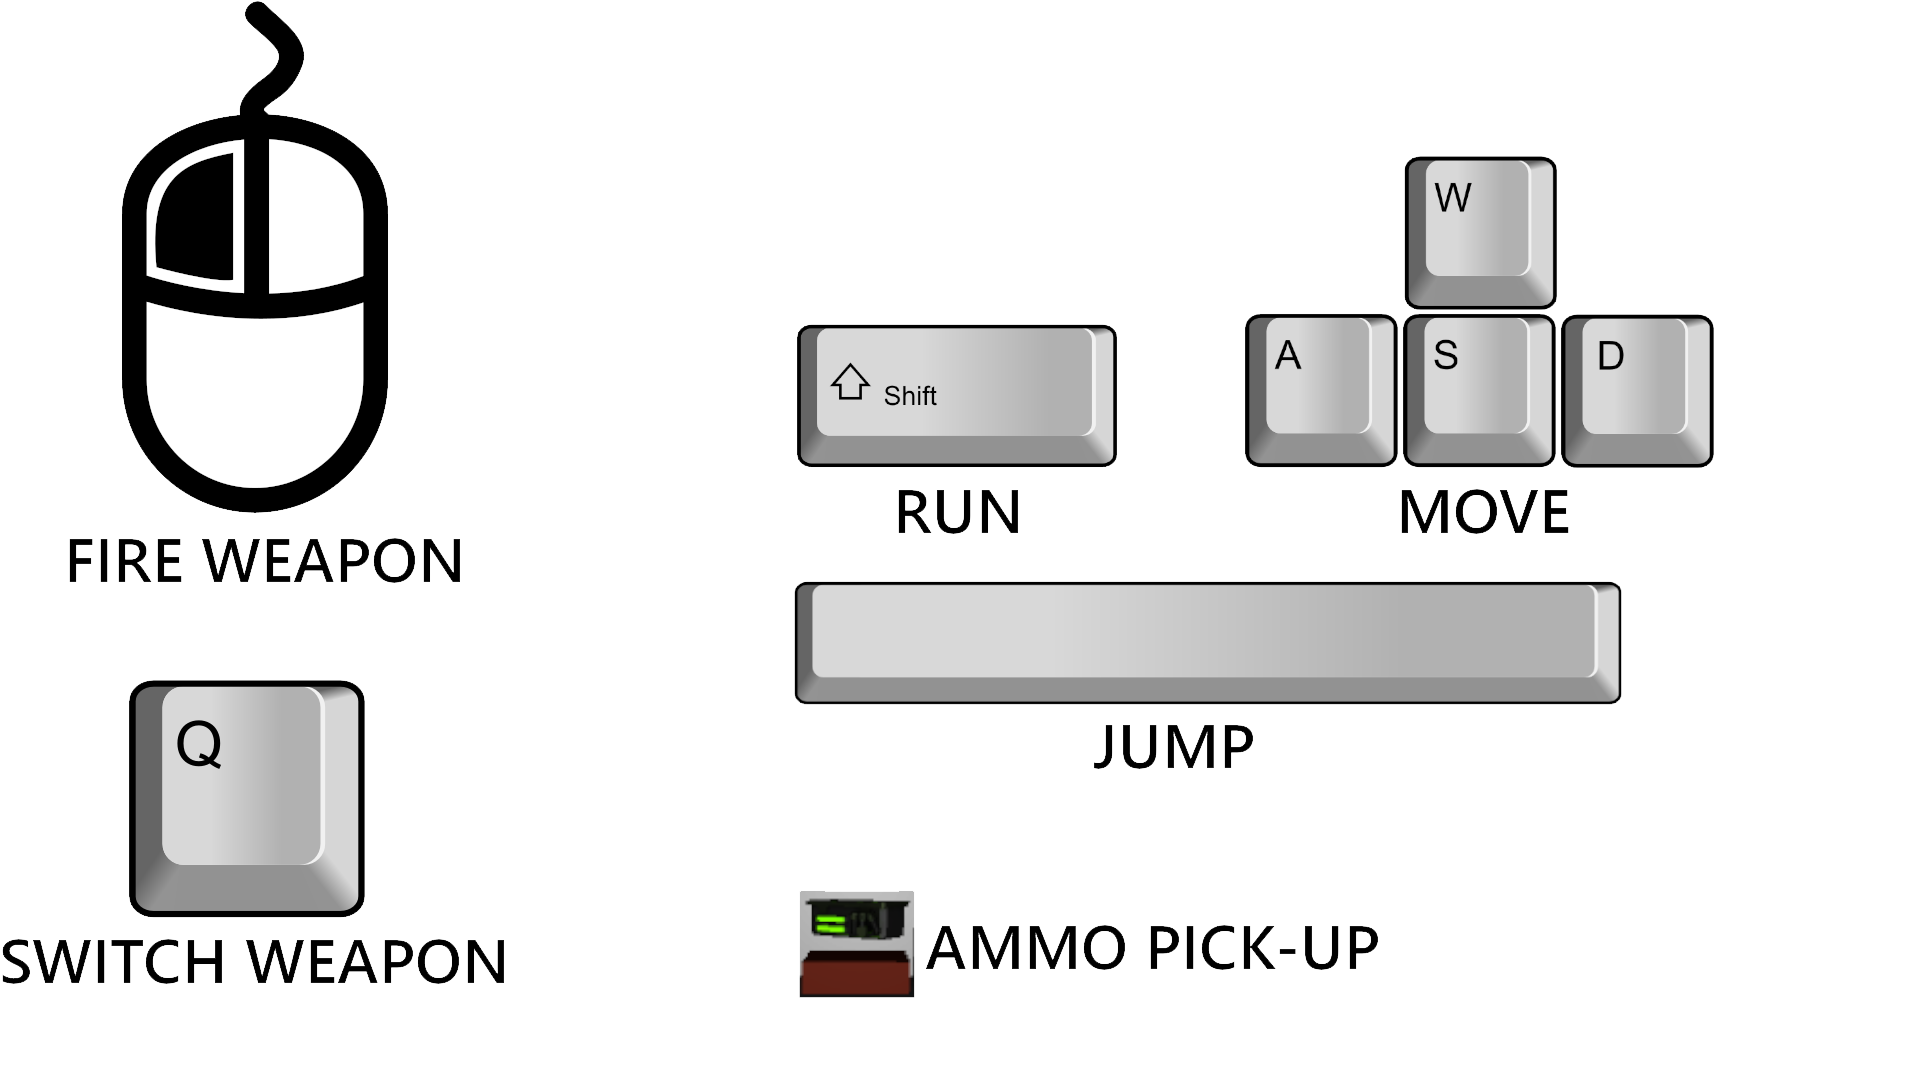 W
A S D
Shift
RUN
MOVE
FIRE WEAPON
Q
JUMP
SWITCH WEAPON
AMMO PICK-UP